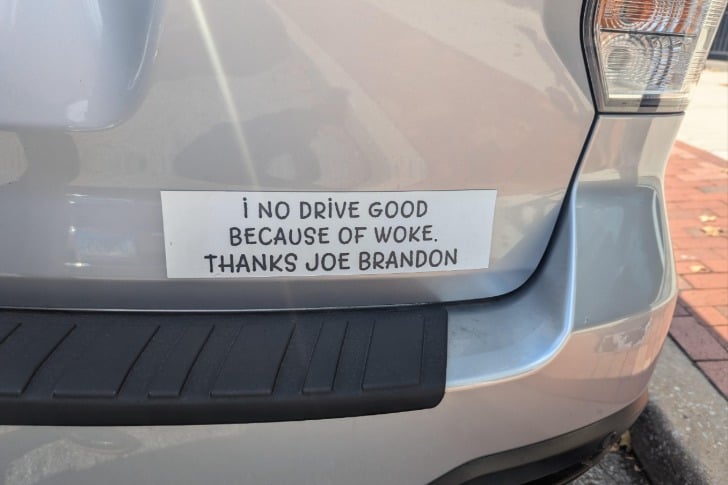 i NO DRiVE GOOD
BECAUSE OF WOKE.
THANKS JOE BRANDON